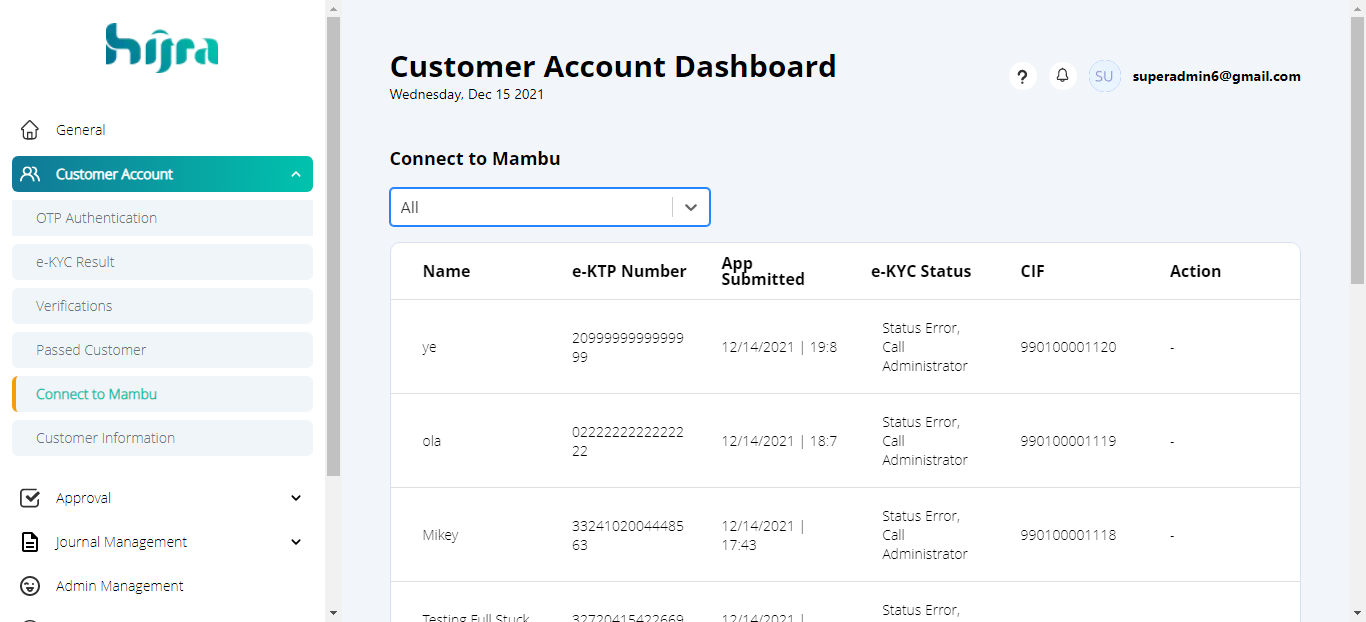 hijra
General
Customer Account
OTP Authentication
e-KYC Result
Verifications
Passed Customer
Connect to Mambu
Customer Information
Approval
Journal Management
Admin Management
Customer Account Dashboard
Wednesday, Dec 15 2021
?
SU
superadmin6@gmail.com
Connect to Mambu
All
Name e-KTP Number App Submitted e-KYC Status CIF Action
ye 2099999999999999 12/14/2021 | 19:8 Status Error, Call Administrator 990100001120 -
ola 0222222222222222 12/14/2021 | 18:7 Status Error, Call Administrator 990100001119 -
Mikey 3324102004448563 12/14/2021 | 17:43 Status Error, Call Administrator 990100001118 -
Testing Full Stuck 32720415422669 12/14/2021 | Status Error,